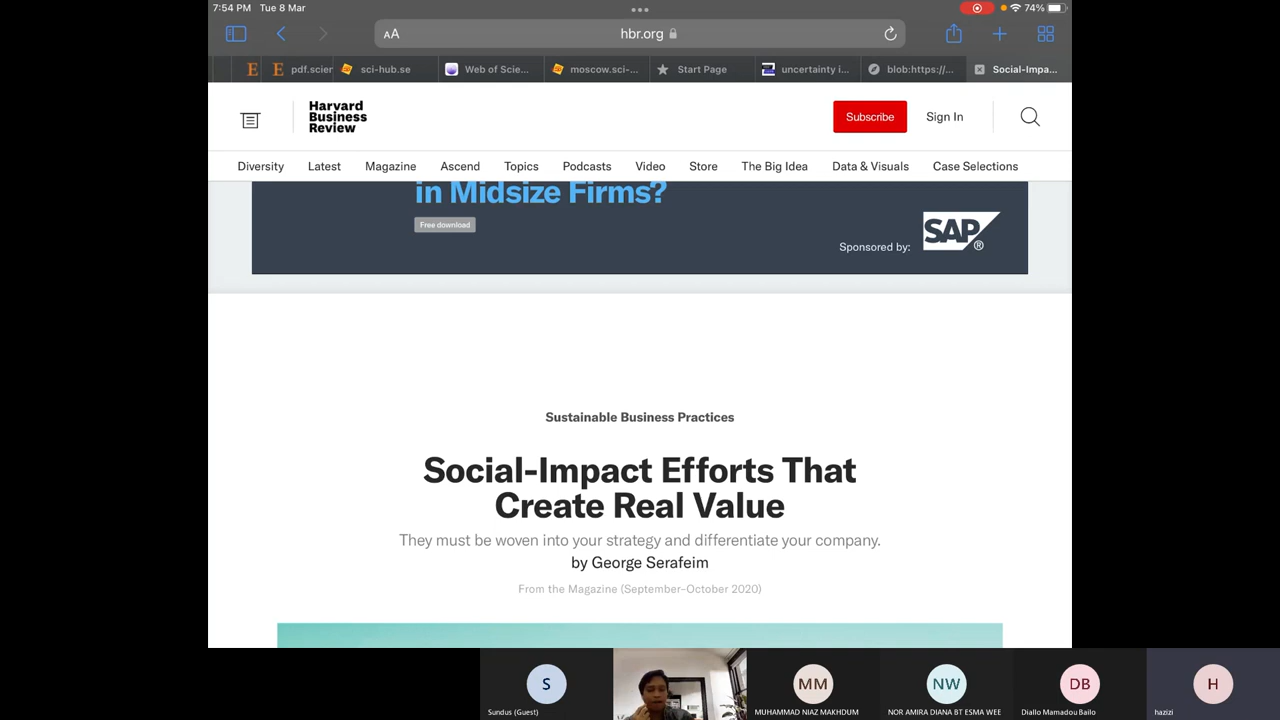 7:54 PM Tue 8 Mar
74%
AA
hbr.org
pdf.scien
sci-hub.se
Web of Scie...
moscow.sci-...
Start Page
uncertainty i...
blob:https://...
Social-Impa...
Harvard
Business
Review
Subscribe
Sign In
Diversity Latest Magazine Ascend Topics Podcasts Video Store The Big Idea Data & Visuals Case Selections
in Midsize Firms?
Free download
Sponsored by:
SAP®
Sustainable Business Practices
Social-Impact Efforts That
Create Real Value
They must be woven into your strategy and differentiate your company.
by George Serafeim
From the Magazine (September–October 2020)
S
MM
NW
DB
H
Sundus (Guest)
MUHAMMAD NIAZ MAKHDUM
NOR AMIRA DIANA BT ESMA WEE
Diallo Mamadou Bailo
hazizi